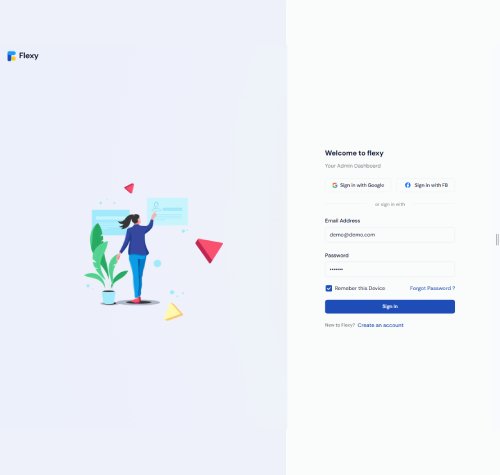 Flexy
Welcome to flexy
Your Admin Dashboard
Sign in with Google
Sign in with FB
or sign in with
Email Address
demo@demo.com
Password
•••••••
Remeber this Device
Forgot Password ?
Sign in
New to Flexy? Create an account